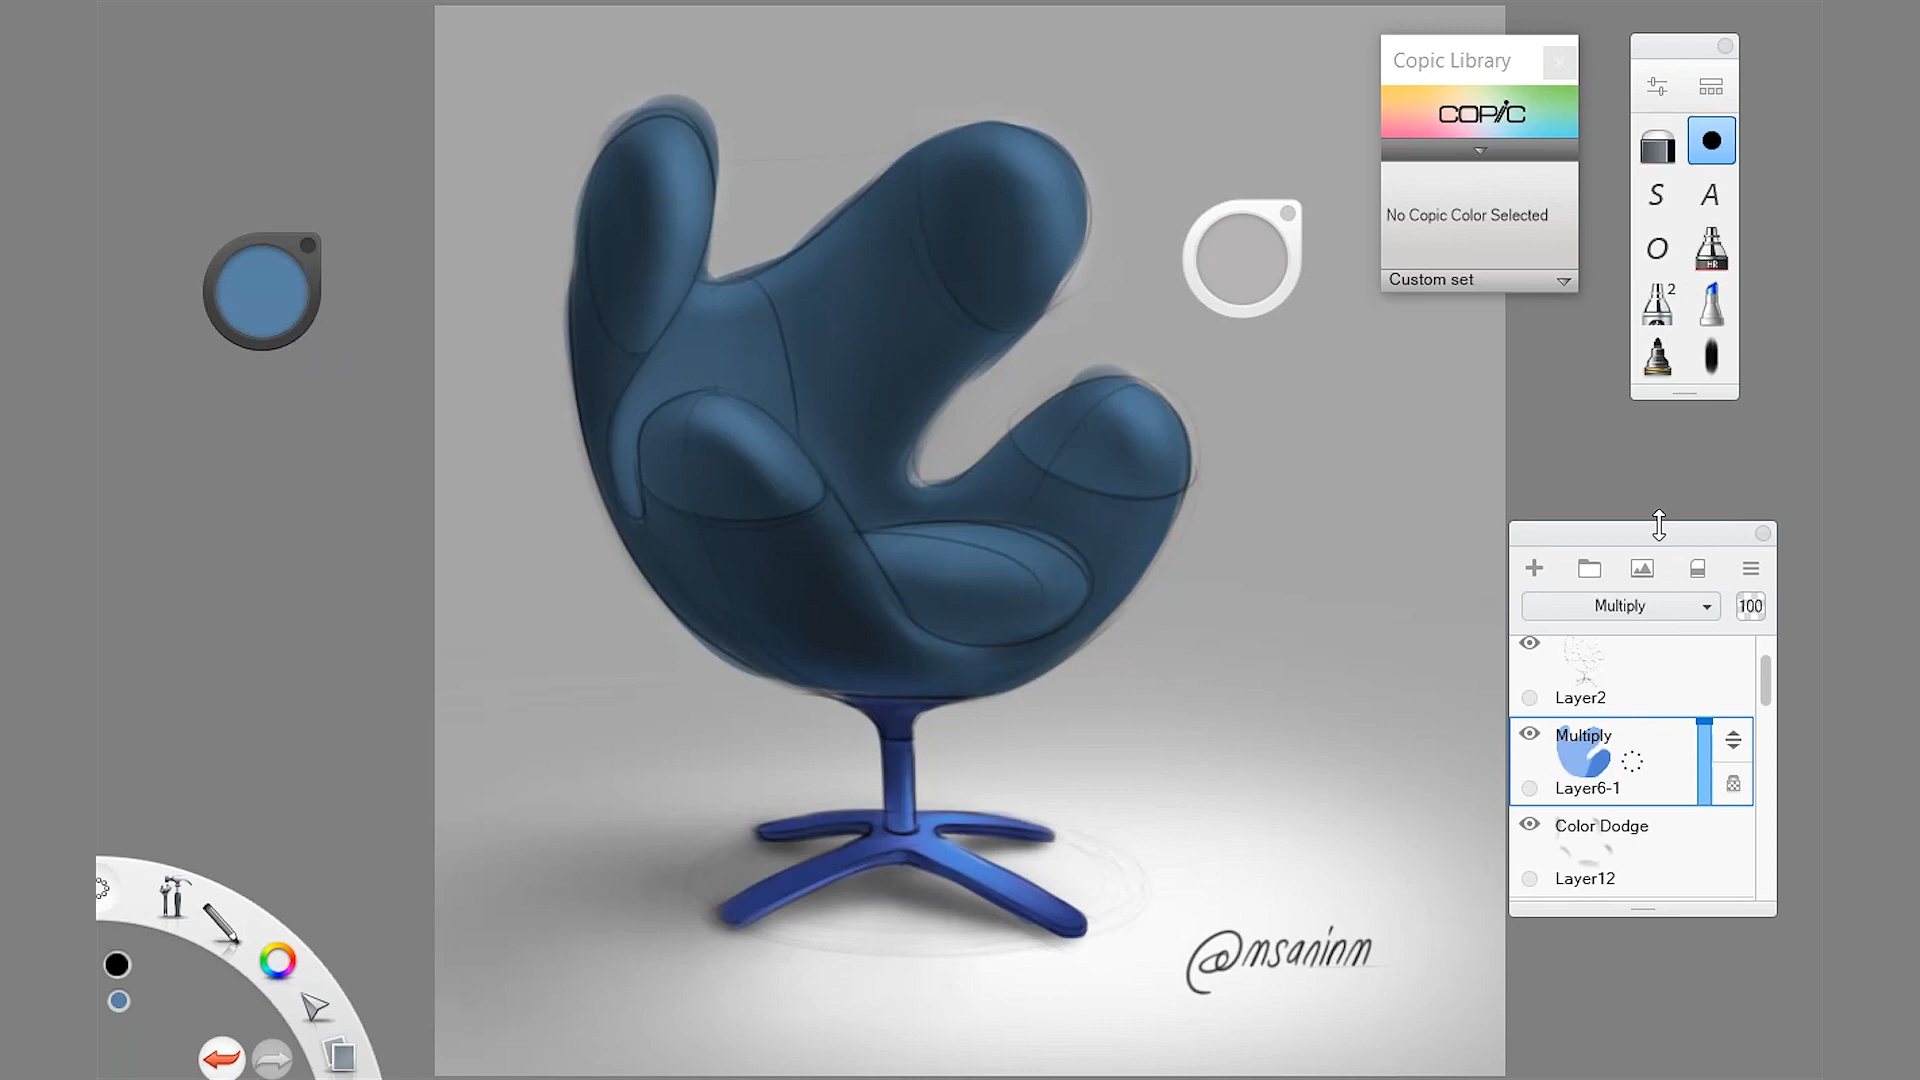 Copic Library
COPIC
No Copic Color Selected
Custom set
S A
O
HR
2
Multiply
100
Layer2
Multiply
Layer6-1
Color Dodge
Layer12
@msaninm